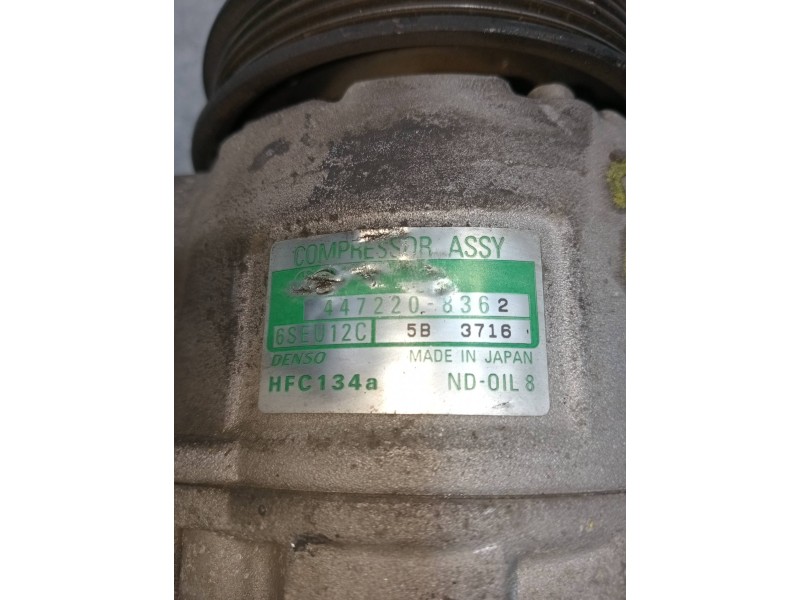 COMPRESSOR ASSY
447220-8362
6SEU12C 5B 3716
DENSO MADE IN JAPAN
HFC134a ND-OIL 8